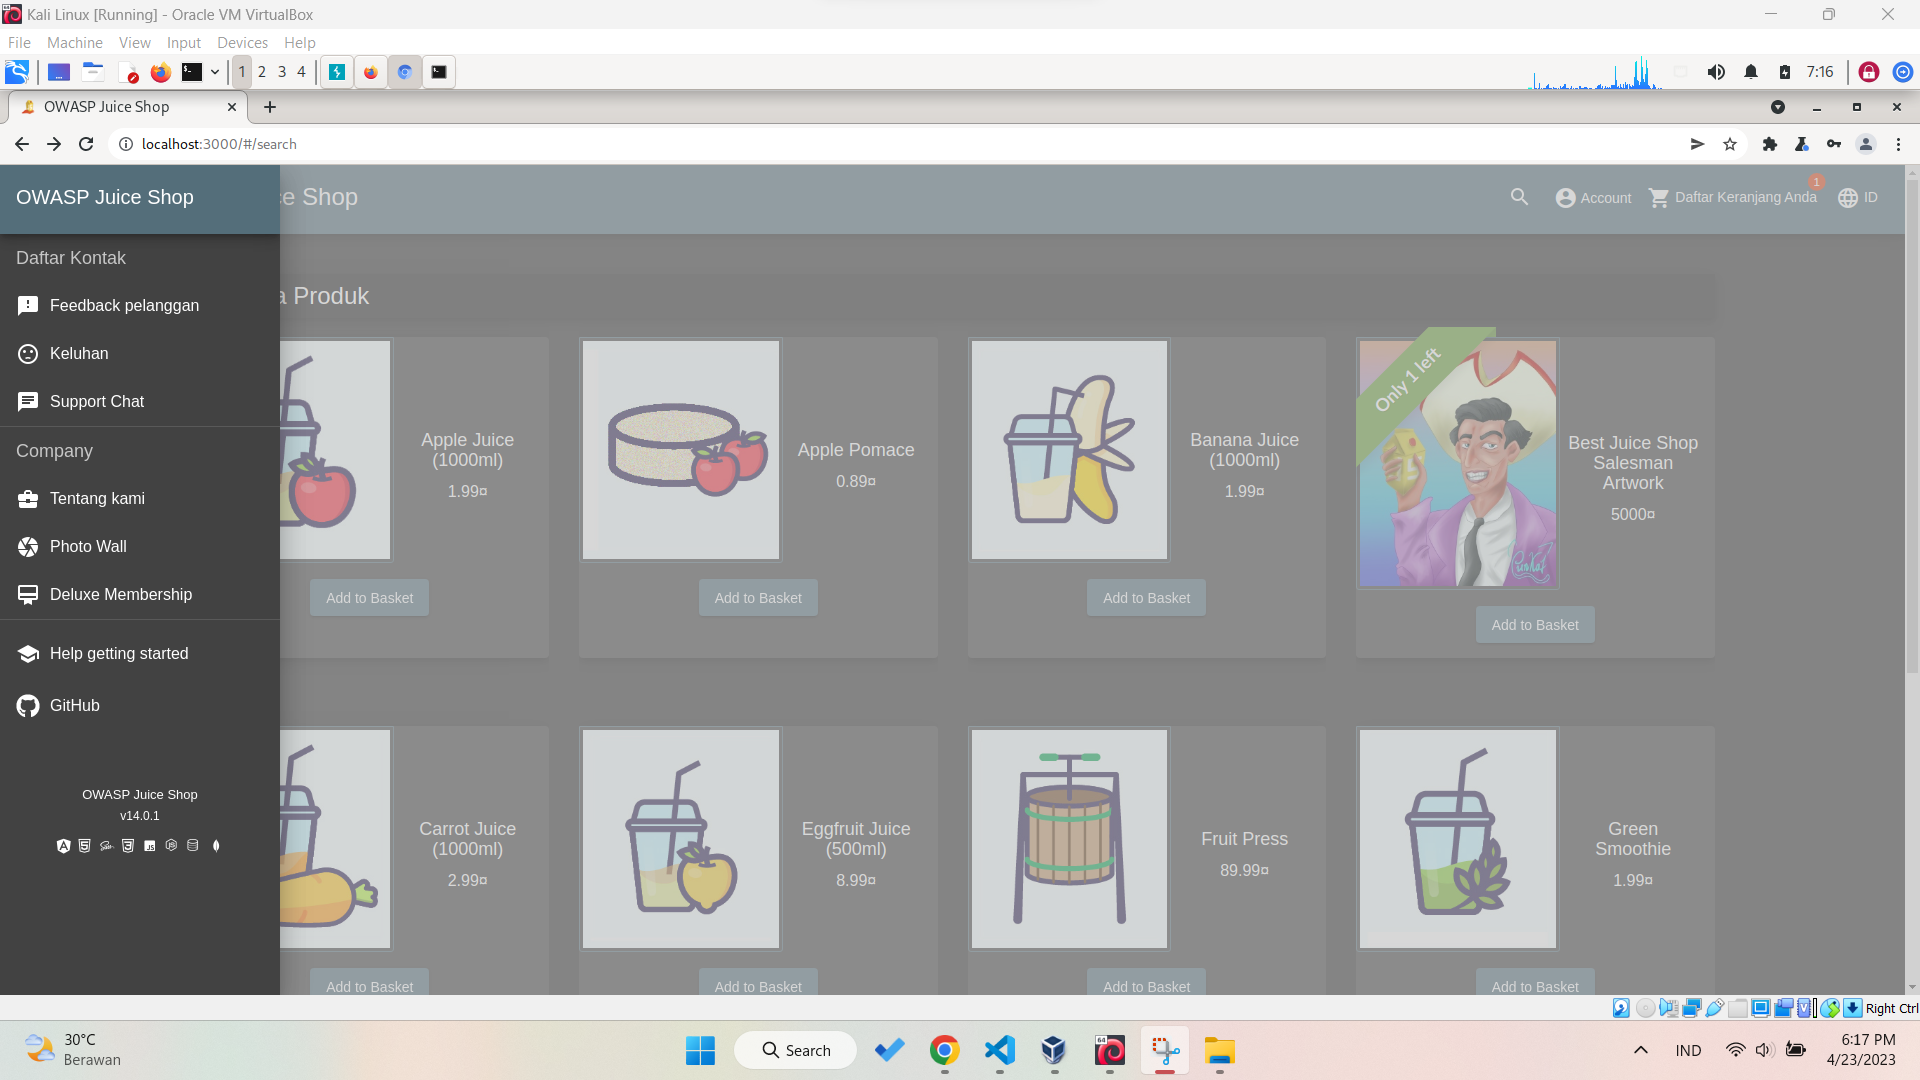 Kali Linux [Running] - Oracle VM VirtualBox
File Machine View Input Devices Help
1 2 3 4
7:16
OWASP Juice Shop
localhost:3000/#/search
OWASP Juice Shop
ce Shop
Account
Daftar Keranjang Anda
1
ID
Daftar Kontak
Feedback pelanggan
Keluhan
Support Chat
Company
Tentang kami
Photo Wall
Deluxe Membership
Help getting started
GitHub
OWASP Juice Shop
v14.0.1
a Produk
Apple Juice
(1000ml)
1.99¤
Add to Basket
Apple Pomace
0.89¤
Add to Basket
Banana Juice
(1000ml)
1.99¤
Add to Basket
Only 1 left
Best Juice Shop
Salesman
Artwork
5000¤
Add to Basket
Carrot Juice
(1000ml)
2.99¤
Add to Basket
Eggfruit Juice
(500ml)
8.99¤
Add to Basket
Fruit Press
89.99¤
Add to Basket
Green
Smoothie
1.99¤
Add to Basket
Right Ctrl
30°C
Berawan
Search
64
IND
6:17 PM
4/23/2023